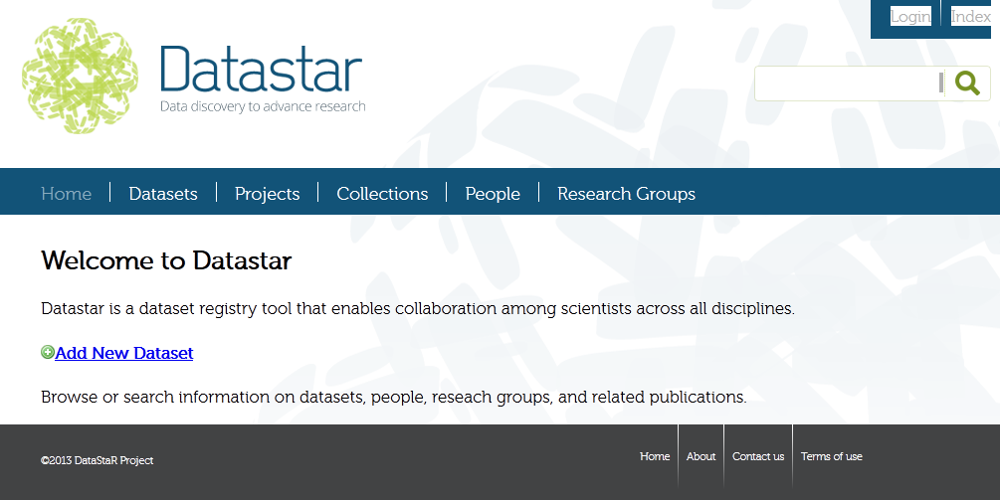 Login Index
Datastar
Data discovery to advance research
Home Datasets Projects Collections People Research Groups
Welcome to Datastar
Datastar is a dataset registry tool that enables collaboration among scientists across all disciplines.
Add New Dataset
Browse or search information on datasets, people, reseach groups, and related publications.
©2013 DataStaR Project
Home About Contact us Terms of use